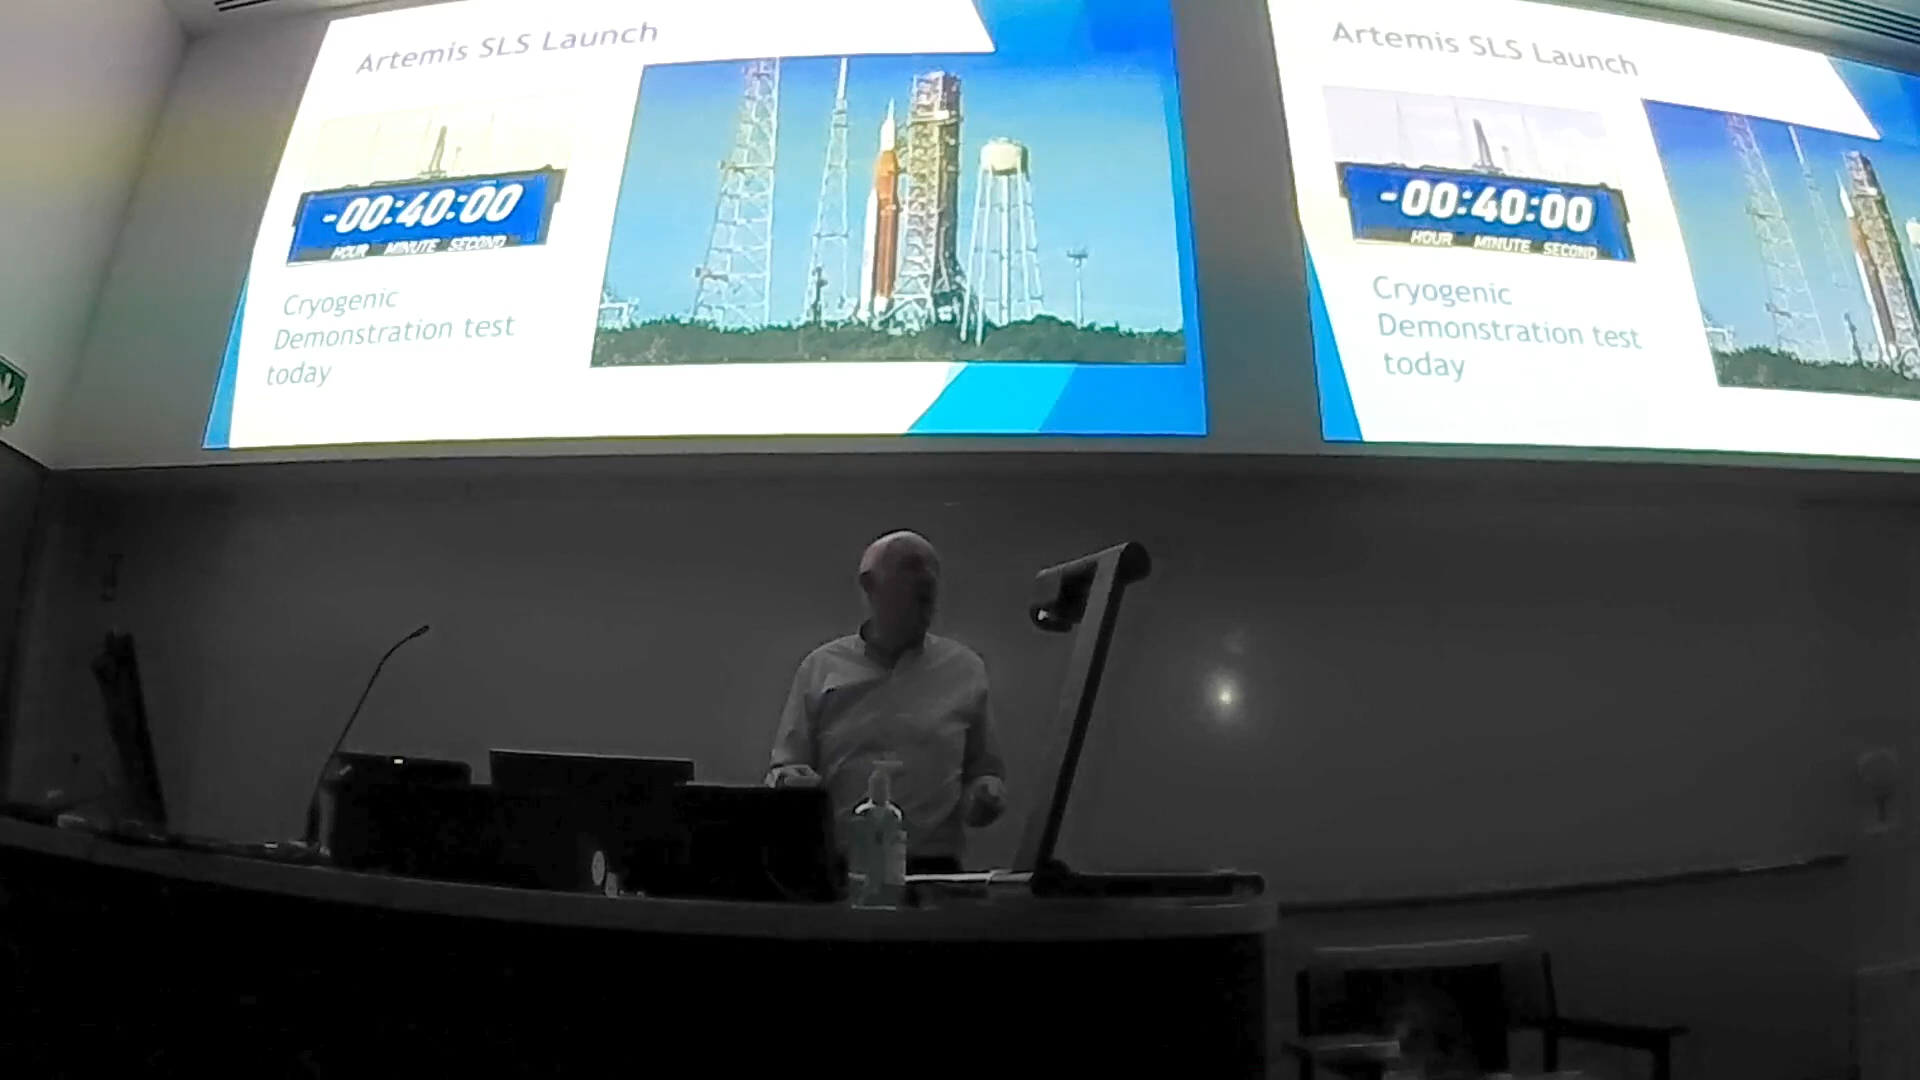 Artemis SLS Launch
-00:40:00
HOUR MINUTE SECOND
Cryogenic
Demonstration test
today
Artemis SLS Launch
-00:40:00
HOUR MINUTE SECOND
Cryogenic
Demonstration test
today